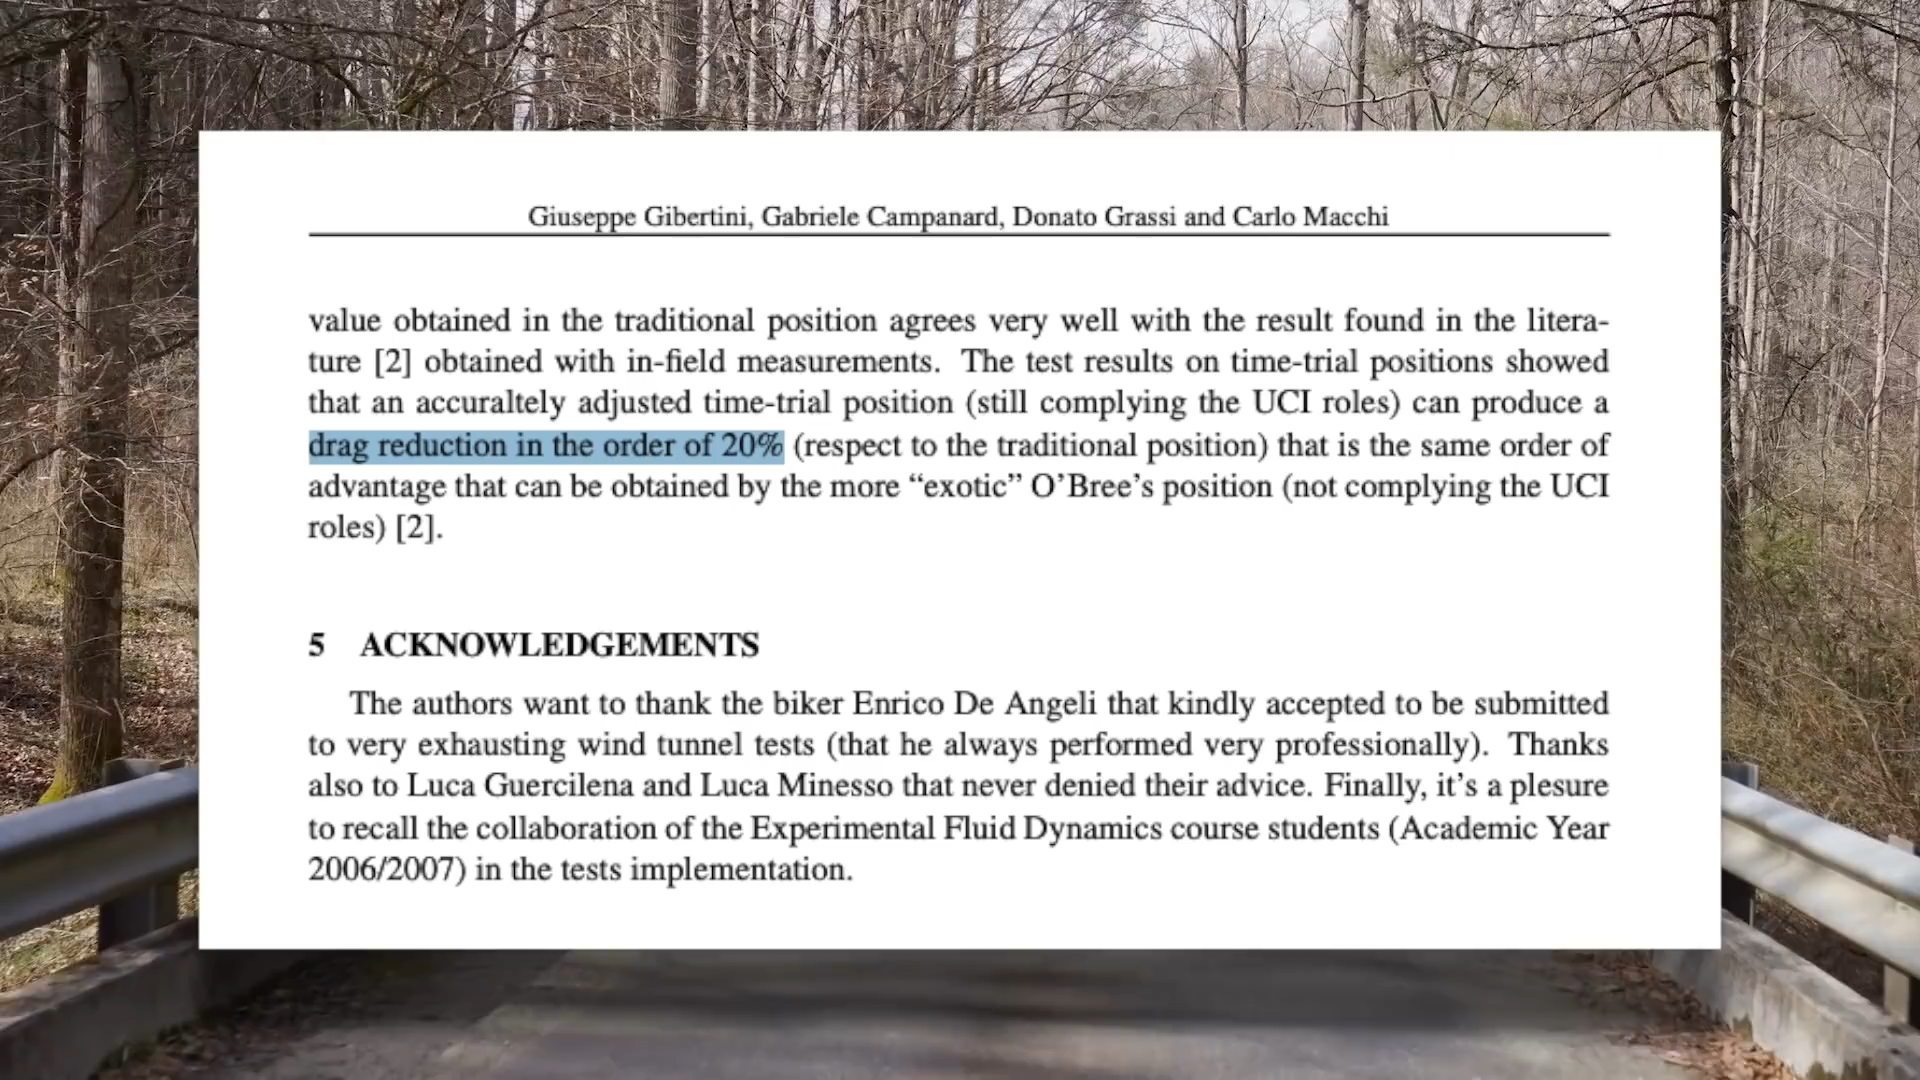 Giuseppe Gibertini, Gabriele Campanard, Donato Grassi and Carlo Macchi
value obtained in the traditional position agrees very well with the result found in the litera-
ture [2] obtained with in-field measurements. The test results on time-trial positions showed
that an accuraltely adjusted time-trial position (still complying the UCI roles) can produce a
drag reduction in the order of 20% (respect to the traditional position) that is the same order of
advantage that can be obtained by the more “exotic” O’Bree’s position (not complying the UCI
roles) [2].
5 ACKNOWLEDGEMENTS
The authors want to thank the biker Enrico De Angeli that kindly accepted to be submitted
to very exhausting wind tunnel tests (that he always performed very professionally). Thanks
also to Luca Guercilena and Luca Minesso that never denied their advice. Finally, it’s a plesure
to recall the collaboration of the Experimental Fluid Dynamics course students (Academic Year
2006/2007) in the tests implementation.